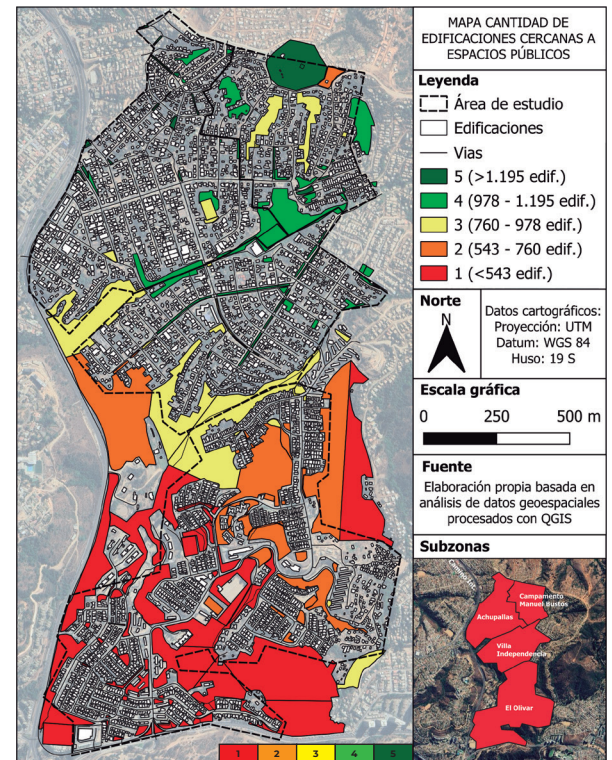 MAPA CANTIDAD DE
EDIFICACIONES CERCANAS A
ESPACIOS PÚBLICOS
Leyenda
Área de estudio
Edificaciones
Vias
5 (>1.195 edif.)
4 (978 - 1.195 edif.)
3 (760 - 978 edif.)
2 (543 - 760 edif.)
1 (<543 edif.)
Norte
N
Datos cartográficos:
Proyección: UTM
Datum: WGS 84
Huso: 19 S
Escala gráfica
0 250 500 m
Fuente
Elaboración propia basada en
análisis de datos geoespaciales
procesados con QGIS
Subzonas
Campamento
Manuel Bustos
Achupallas
Villa
Independencia
El Olivar
1 2 3 4 5